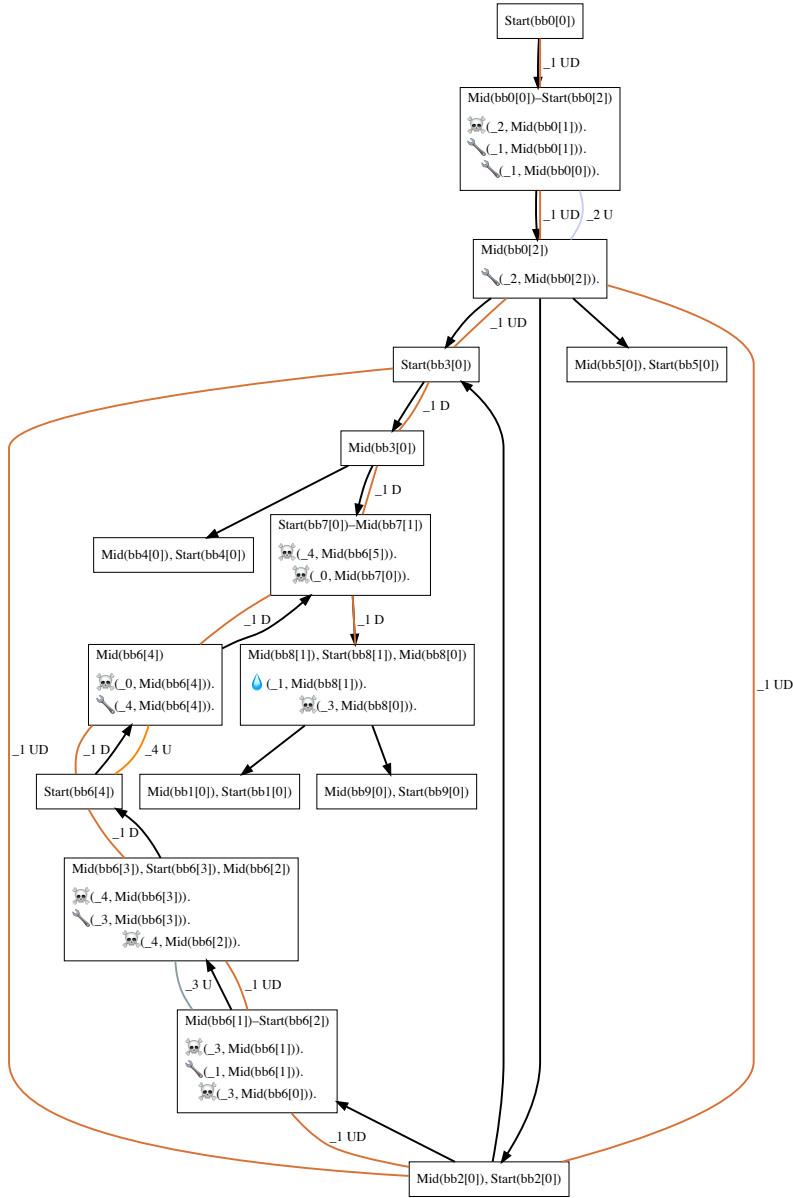 Start(bb0[0])
_1 UD
Mid(bb0[0])–Start(bb0[2])
☠(_2, Mid(bb0[1])).
🔧(_1, Mid(bb0[1])).
🔧(_1, Mid(bb0[0])).
_1 UD
_2 U
Mid(bb0[2])
🔧(_2, Mid(bb0[2])).
_1 UD
Start(bb3[0])
Mid(bb5[0]), Start(bb5[0])
_1 D
Mid(bb3[0])
_1 D
Start(bb7[0])–Mid(bb7[1])
☠(_4, Mid(bb6[5])).
☠(_0, Mid(bb7[0])).
Mid(bb4[0]), Start(bb4[0])
_1 D
_1 D
Mid(bb6[4])
☠(_0, Mid(bb6[4])).
🔧(_4, Mid(bb6[4])).
Mid(bb8[1]), Start(bb8[1]), Mid(bb8[0])
💧(_1, Mid(bb8[1])).
☠(_3, Mid(bb8[0])).
_1 UD
_1 UD
_1 D
_4 U
Start(bb6[4])
Mid(bb1[0]), Start(bb1[0])
Mid(bb9[0]), Start(bb9[0])
_1 D
Mid(bb6[3]), Start(bb6[3]), Mid(bb6[2])
☠(_4, Mid(bb6[3])).
🔧(_3, Mid(bb6[3])).
☠(_4, Mid(bb6[2])).
_3 U
_1 UD
Mid(bb6[1])–Start(bb6[2])
☠(_3, Mid(bb6[1])).
🔧(_1, Mid(bb6[1])).
☠(_3, Mid(bb6[0])).
_1 UD
Mid(bb2[0]), Start(bb2[0])